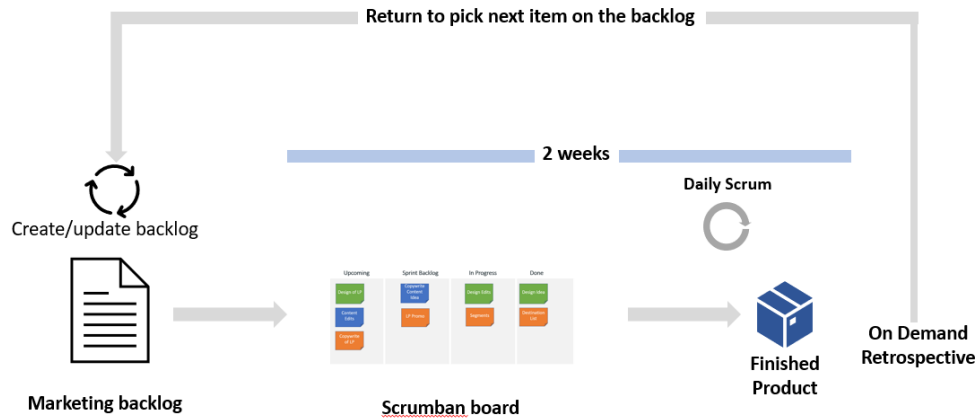 Return to pick next item on the backlog
2 weeks
Daily Scrum
Create/update backlog
Upcoming
Sprint Backlog
In Progress
Done
Design of LP
Copywrite
Content
Idea
Design Edits
Design Idea
Content
Edits
LP Promo
Segments
Destination
List
Copywrite
of LP
Marketing backlog
Scrumban board
Finished
Product
On Demand
Retrospective